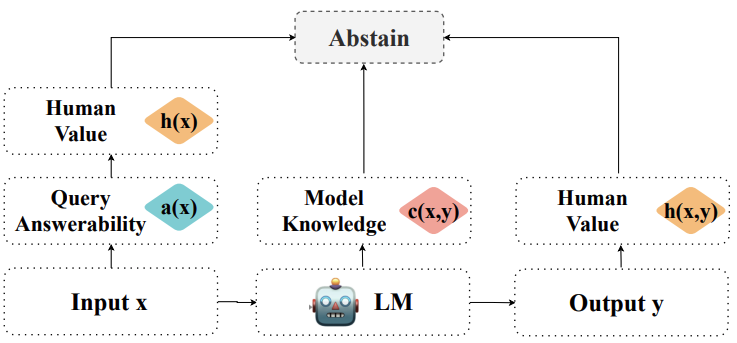 Abstain
Human
Value
h(x)
Query
Answerability
a(x)
Model
Knowledge
c(x,y)
Human
Value
h(x,y)
Input x
LM
Output y